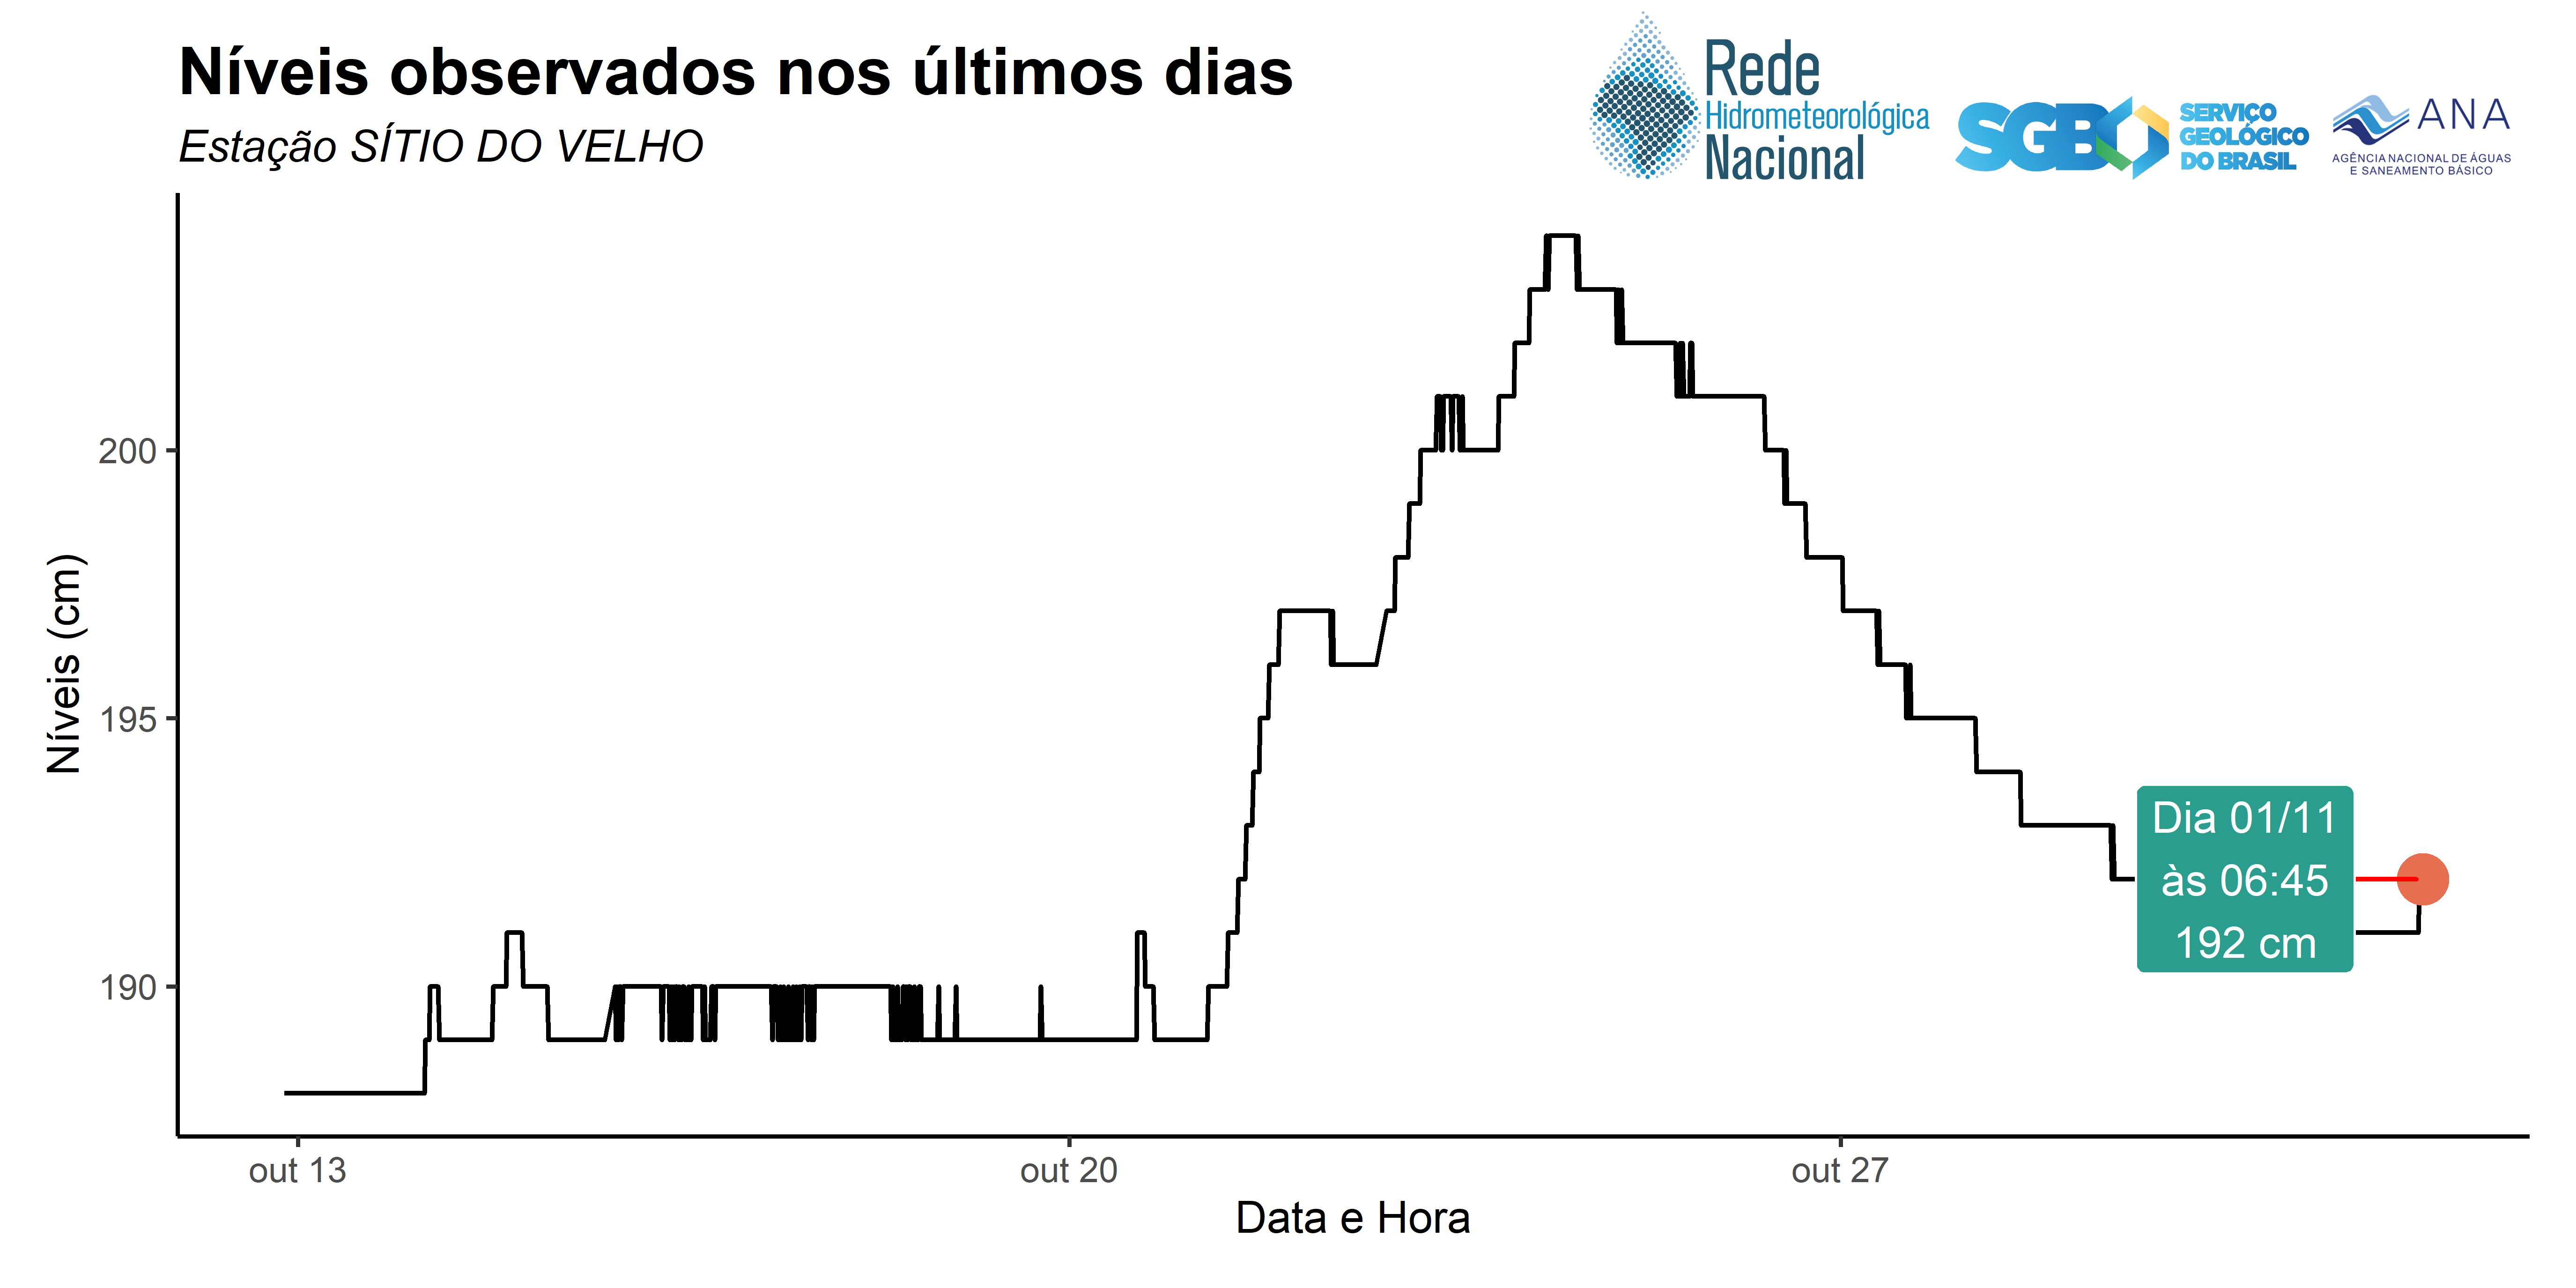 Níveis observados nos últimos dias
Estação SÍTIO DO VELHO
Rede
Hidrometeorológica
Nacional
SGB
SERVIÇO
GEOLÓGICO
DO BRASIL
ANA
AGÊNCIA NACIONAL DE ÁGUAS
E SANEAMENTO BÁSICO
Níveis (cm)
200
195
190
Dia 01/11
às 06:45
192 cm
out 13
out 20
out 27
Data e Hora